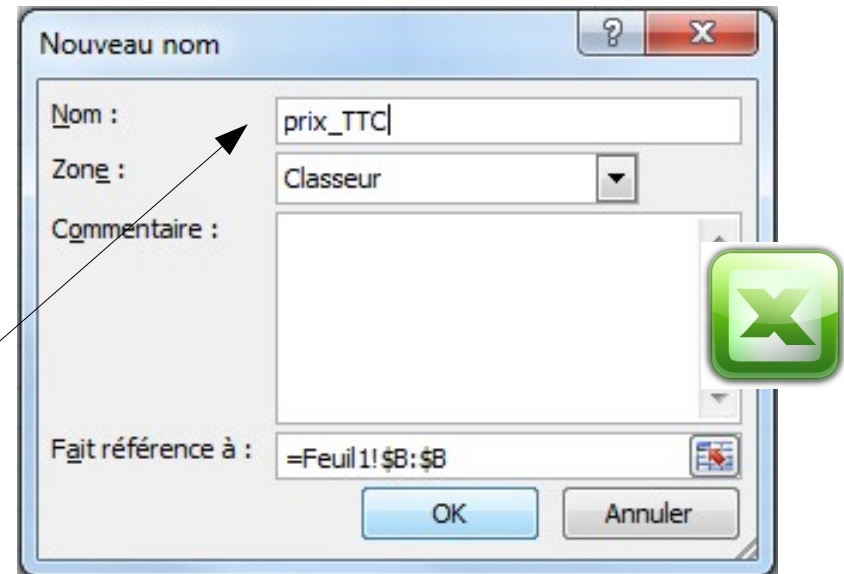 Nouveau nom
Nom :
prix_TTC
Zone :
Classeur
Commentaire :
Fait référence à :
=Feuil1!$B:$B
OK
Annuler